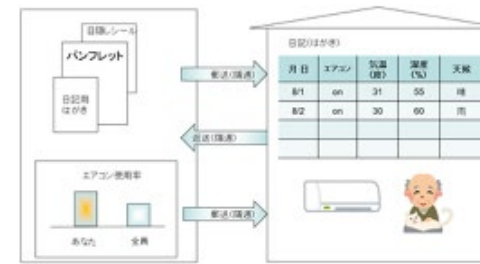 目隠しシール
パンフレット
日記用
はがき
郵送(隔週)
返送(隔週)
郵送(隔週)
エアコン使用率
あなた
全員
日記(はがき)
月日 エアコン 気温(度) 湿度(%) 天候
8/1 on 31 55 晴
8/2 on 30 60 雨